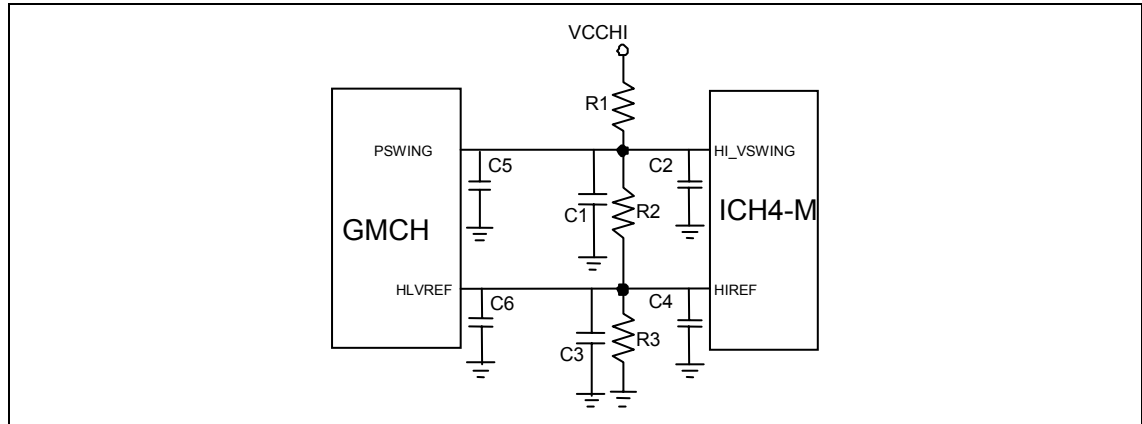 VCCHI
R1
PSWING
HI_VSWING
C5
C2
C1
R2
GMCH
ICH4-M
HLVREF
HIREF
C6
C4
C3
R3